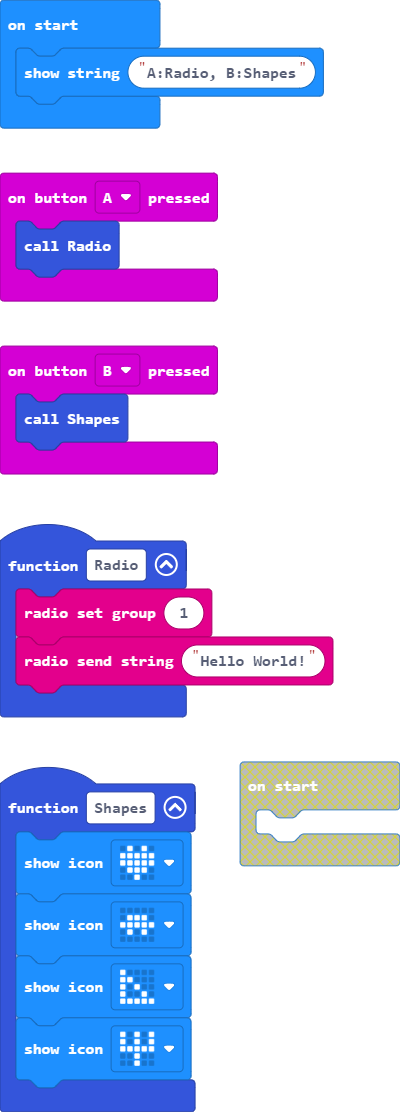 on start
show string "A:Radio, B:Shapes"
on button A pressed
call Radio
on button B pressed
call Shapes
function Radio
radio set group 1
radio send string "Hello World!"
function Shapes
show icon
show icon
show icon
show icon
on start